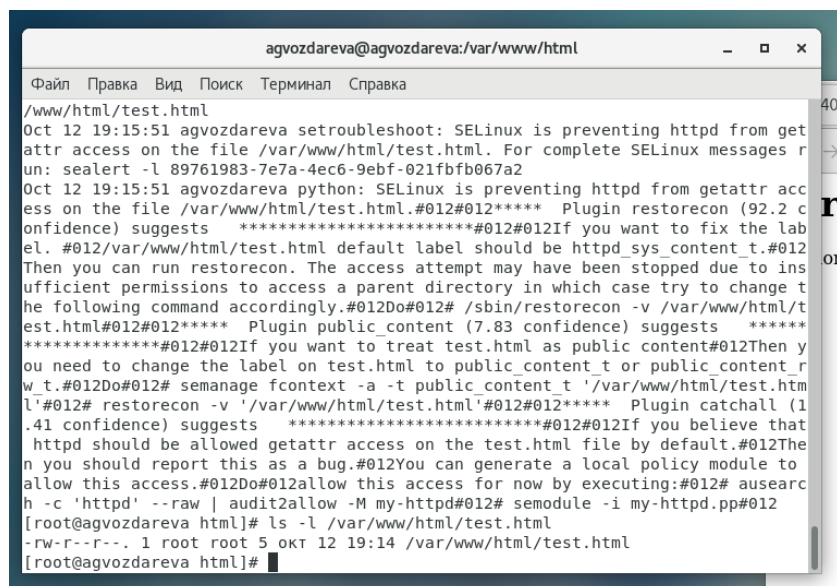 agvozdareva@agvozdareva:/var/www/html
Файл Правка Вид Поиск Терминал Справка
/www/html/test.html
Oct 12 19:15:51 agvozdareva setroubleshoot: SELinux is preventing httpd from get
attr access on the file /var/www/html/test.html. For complete SELinux messages r
un: sealert -l 89761983-7e7a-4ec6-9ebf-021fbfb067a2
Oct 12 19:15:51 agvozdareva python: SELinux is preventing httpd from getattr acc
ess on the file /var/www/html/test.html.#012#012***** Plugin restorecon (92.2 c
onfidence) suggests ************************#012#012If you want to fix the lab
el. #012/var/www/html/test.html default label should be httpd_sys_content_t.#012
Then you can run restorecon. The access attempt may have been stopped due to ins
ufficient permissions to access a parent directory in which case try to change t
he following command accordingly.#012Do#012# /sbin/restorecon -v /var/www/html/t
est.html#012#012***** Plugin public_content (7.83 confidence) suggests ******
**************#012#012If you want to treat test.html as public content#012Then y
ou need to change the label on test.html to public_content_t or public_content_r
w_t.#012Do#012# semanage fcontext -a -t public_content_t '/var/www/html/test.htm
l'#012# restorecon -v '/var/www/html/test.html'#012#012***** Plugin catchall (1
.41 confidence) suggests **************************#012#012If you believe that
httpd should be allowed getattr access on the test.html file by default.#012The
n you should report this as a bug.#012You can generate a local policy module to
allow this access.#012Do#012allow this access for now by executing:#012# ausearc
h -c 'httpd' --raw | audit2allow -M my-httpd#012# semodule -i my-httpd.pp#012
[root@agvozdareva html]# ls -l /var/www/html/test.html
-rw-r--r--. 1 root root 5 окт 12 19:14 /var/www/html/test.html
[root@agvozdareva html]#